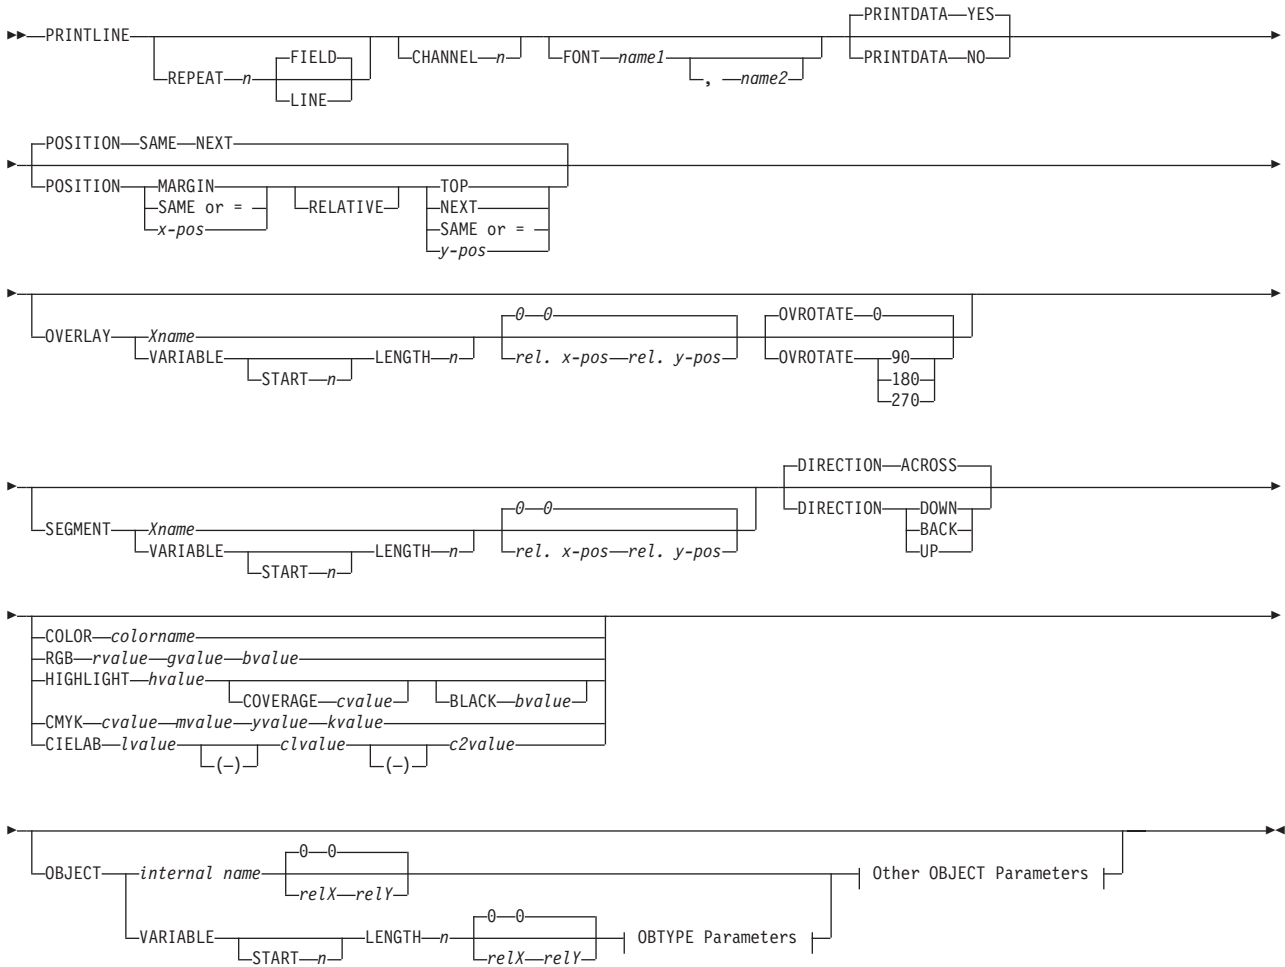 PRINTDATA YES
PRINTLINE REPEAT n FIELD LINE CHANNEL n FONT name1 , name2 PRINTDATA NO
POSITION SAME NEXT
POSITION MARGIN RELATIVE TOP
SAME or = NEXT
x-pos SAME or =
y-pos
0 0 OVROTATE 0
OVERLAY Xname
VARIABLE LENGTH n rel. x-pos rel. y-pos OVROTATE 90
START n 180
270
DIRECTION ACROSS
SEGMENT Xname 0 0 DIRECTION DOWN
VARIABLE LENGTH n rel. x-pos rel. y-pos BACK
START n UP
COLOR colorname
RGB rvalue gvalue bvalue
HIGHLIGHT hvalue
COVERAGE cvalue BLACK bvalue
CMYK cvalue mvalue yvalue kvalue
CIELAB lvalue (–) clvalue (–) c2value
0 0
OBJECT internal name Other OBJECT Parameters
relX relY
0 0
VARIABLE LENGTH n OBTYPE Parameters
START n relX relY